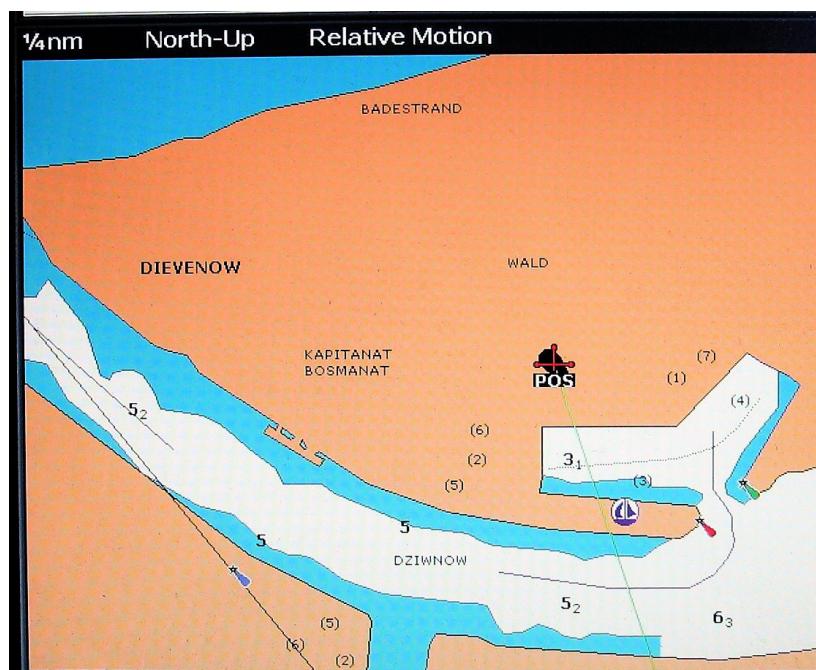 ¼nm North-Up Relative Motion
BADESTRAND
DIEVENOW
WALD
KAPITANAT
BOSMANAT
(7)
POS
(1)
5₂
(4)
(6)
3₁
(2)
(3)
(5)
5
5
DZIWNOW
5₂
6₃
(5)
(6)
(2)